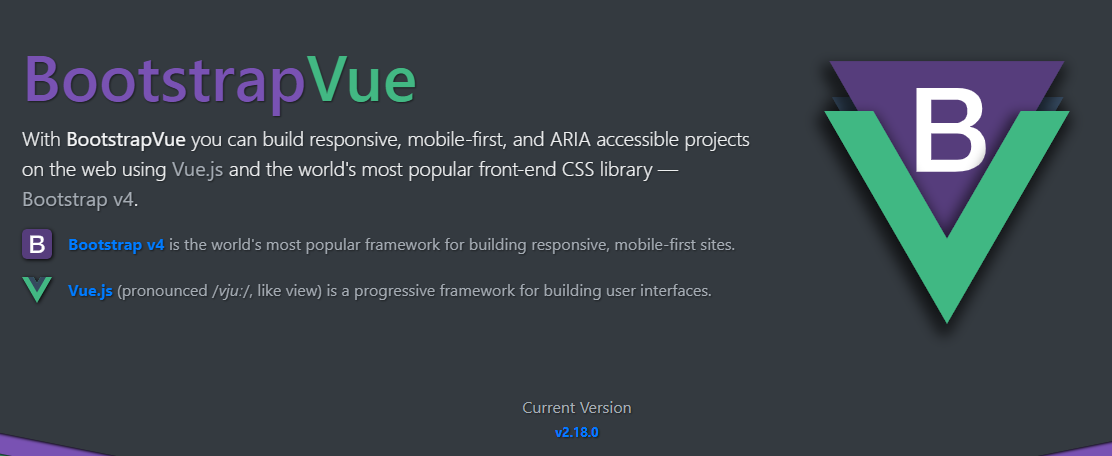 BootstrapVue
With BootstrapVue you can build responsive, mobile-first, and ARIA accessible projects
on the web using Vue.js and the world's most popular front-end CSS library —
Bootstrap v4.
B
B Bootstrap v4 is the world's most popular framework for building responsive, mobile-first sites.
Vue.js (pronounced /vju:/, like view) is a progressive framework for building user interfaces.
Current Version
v2.18.0